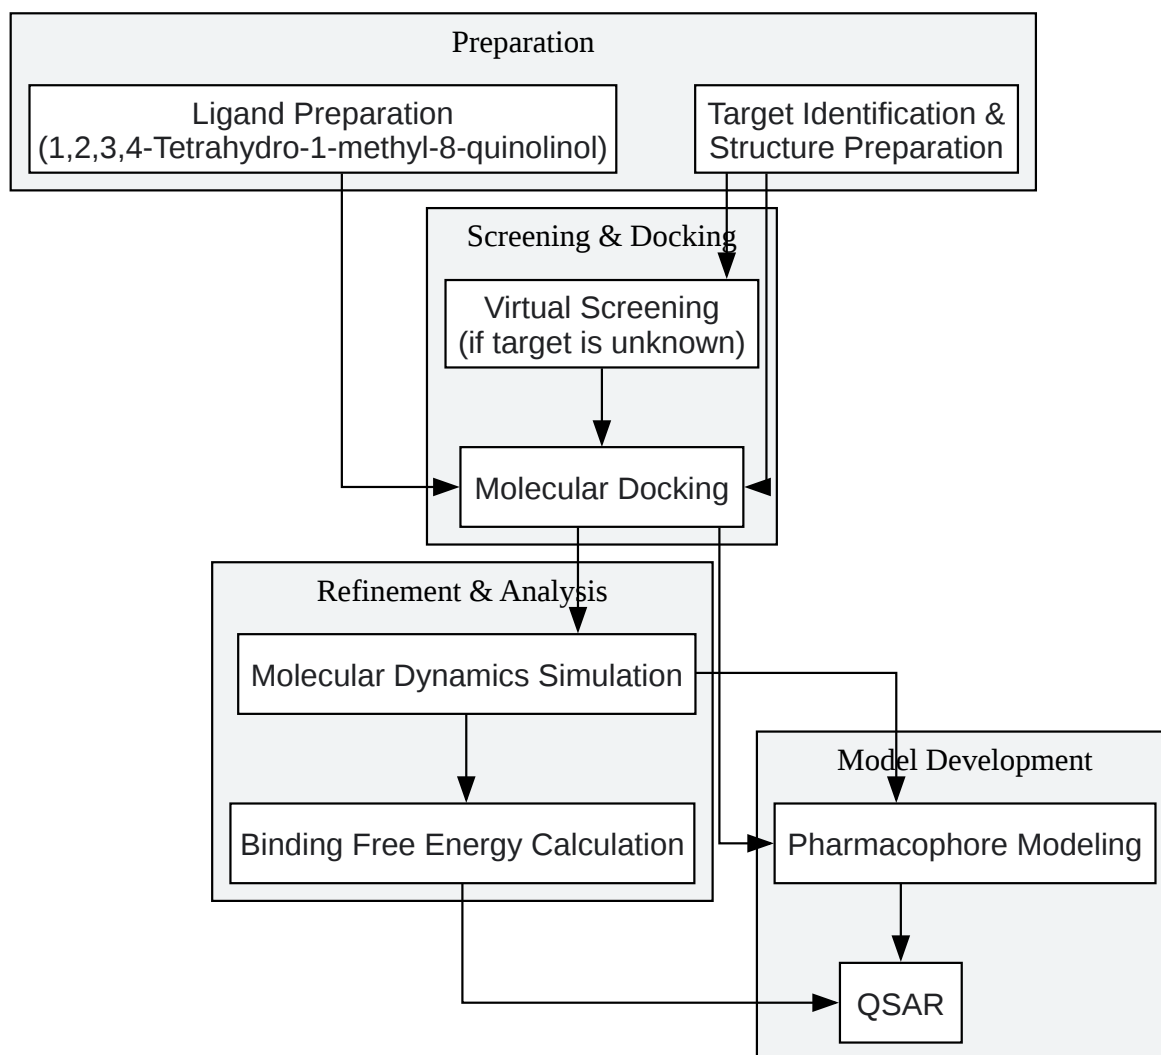 Preparation
Ligand Preparation
(1,2,3,4-Tetrahydro-1-methyl-8-quinolinol)
Target Identification &
Structure Preparation
Screening & Docking
Virtual Screening
(if target is unknown)
Molecular Docking
Refinement & Analysis
Molecular Dynamics Simulation
Model Development
Binding Free Energy Calculation
Pharmacophore Modeling
QSAR